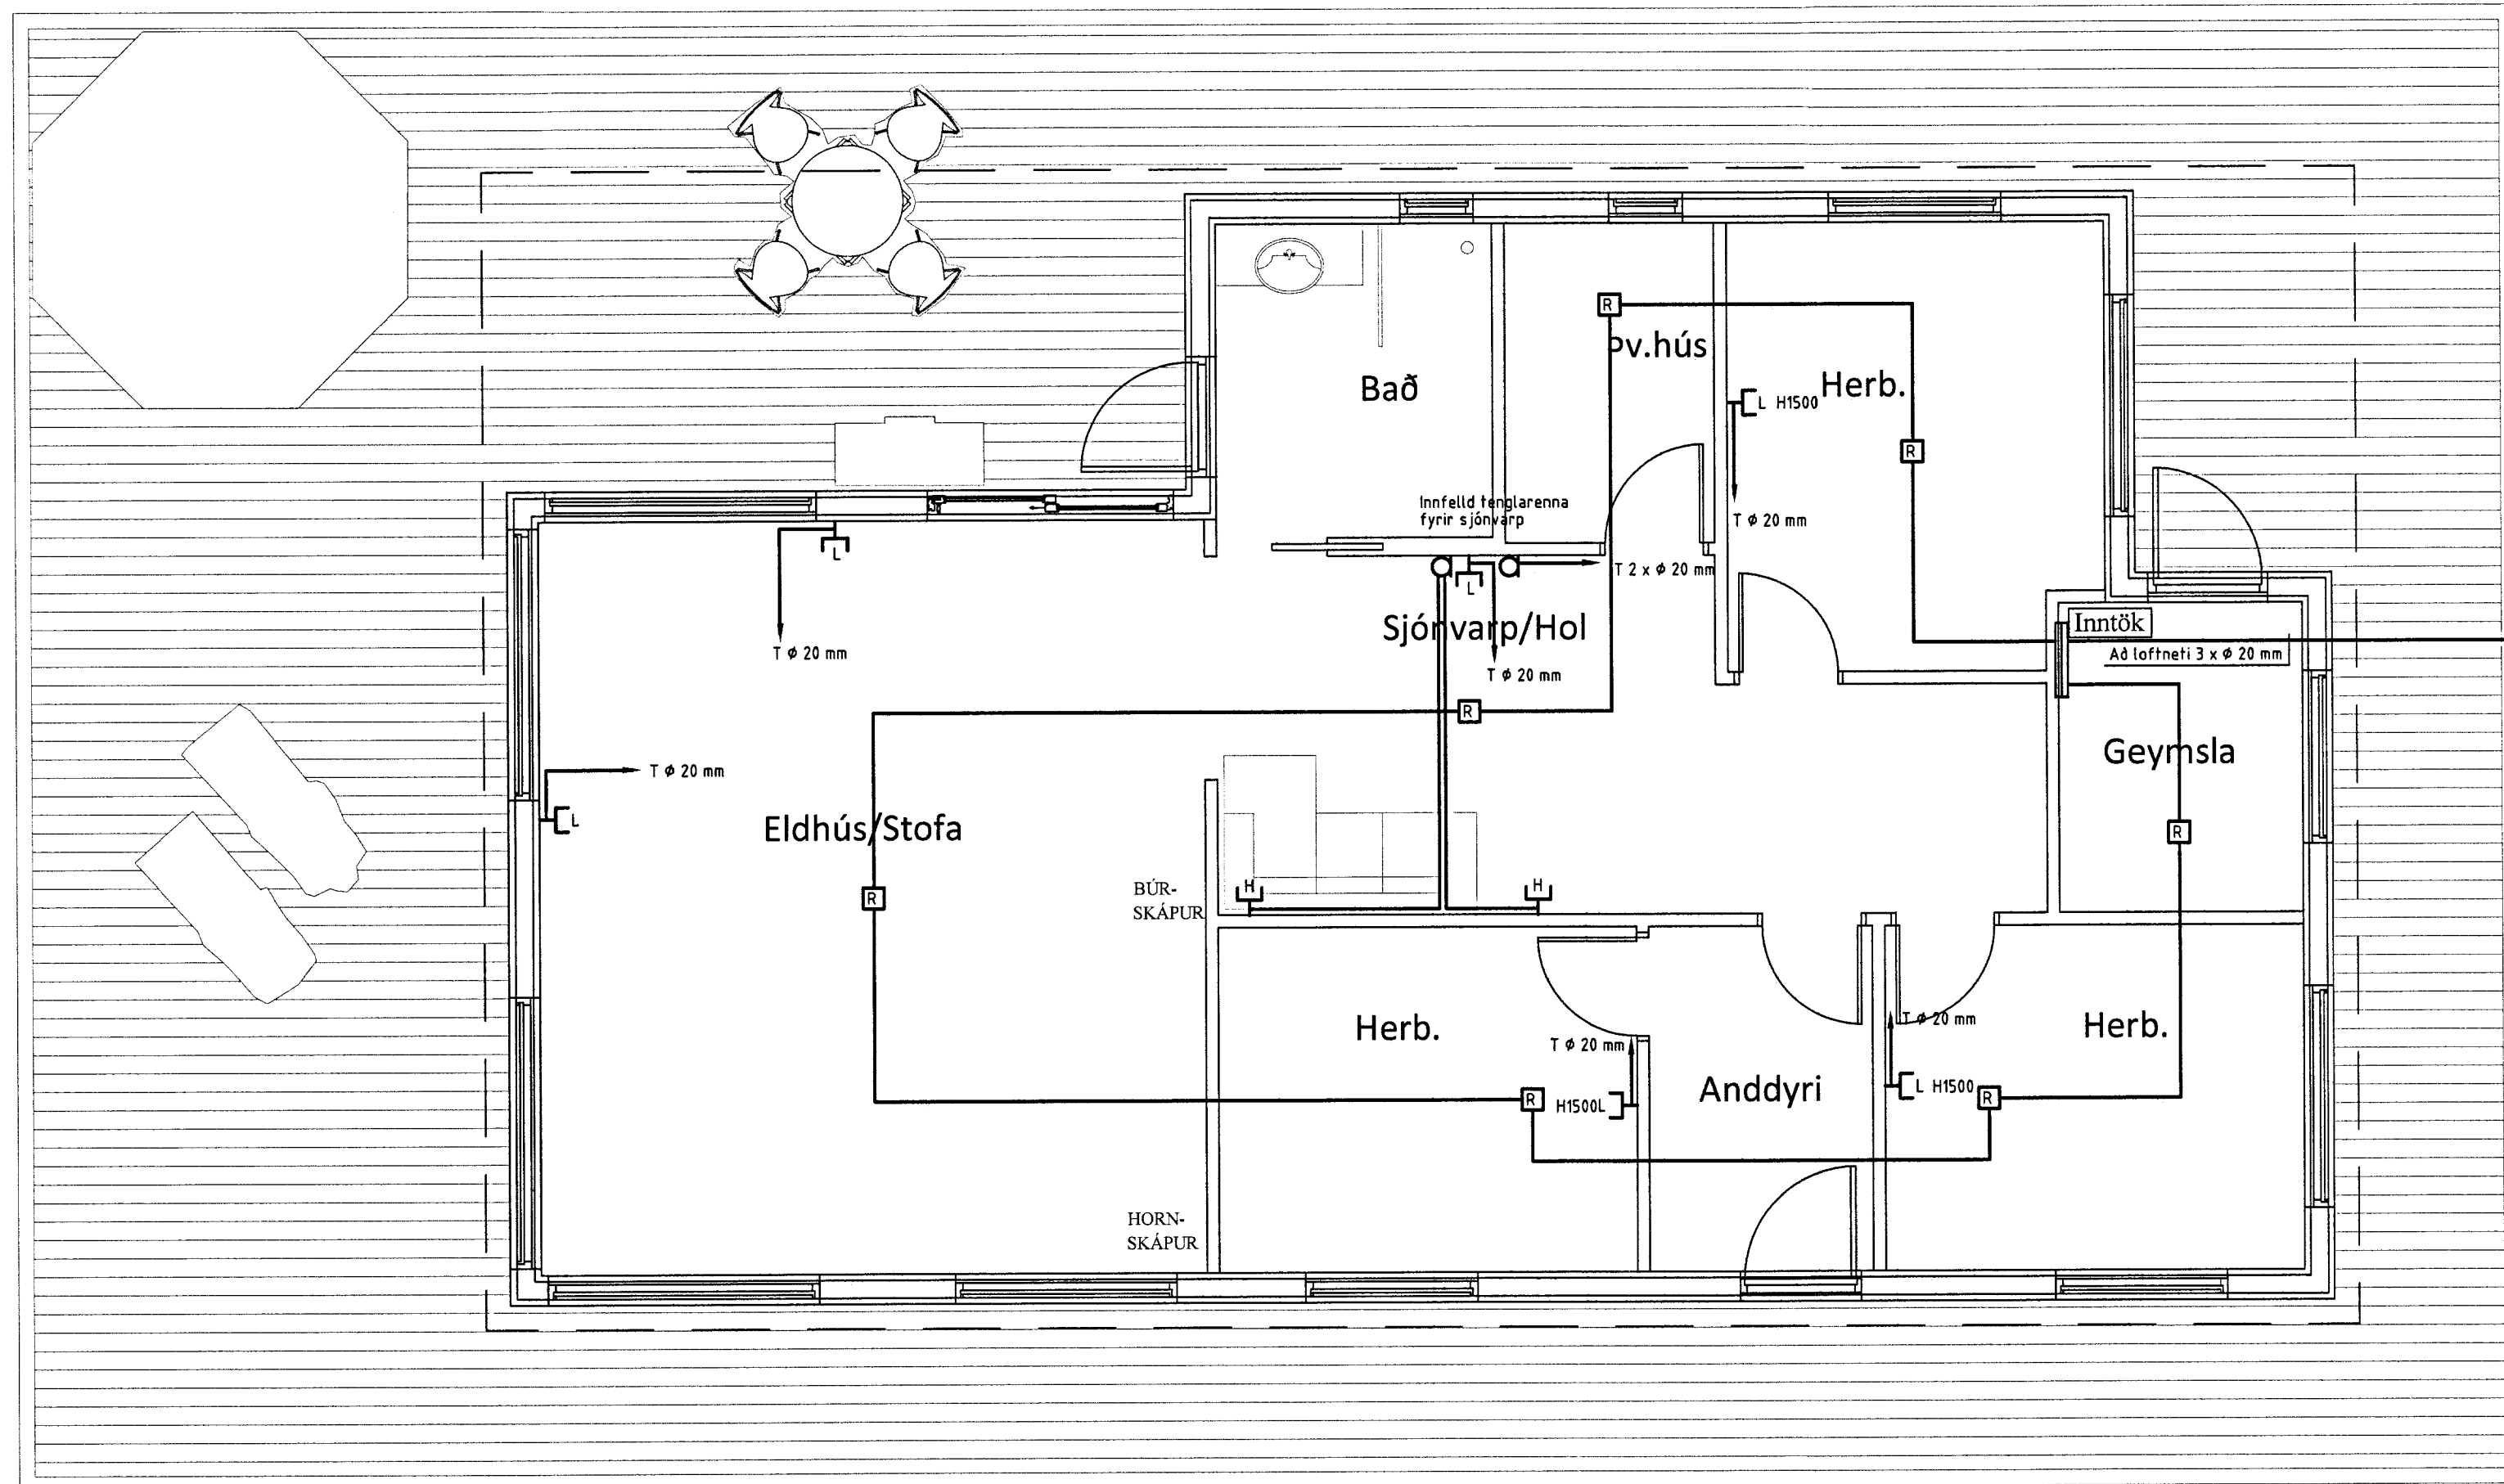 R
Þv.hús
Bað
Herb.
L H1500
R
Innfelld tenglarenna
fyrir sjónvarp
T ø 20 mm
L
T 2 x ø 20 mm
L
Sjónvarp/Hol
Inntök
T ø 20 mm
Að loftneti 3 x ø 20 mm
T ø 20 mm
R
Geymsla
T ø 20 mm
L
Eldhús/Stofa
R
BÚR-
SKÁPUR
H
H
R
T ø 20 mm
Herb.
Herb.
T ø 20 mm
Anddyri
L H1500
R
R
H1500L
HORN-
SKÁPUR